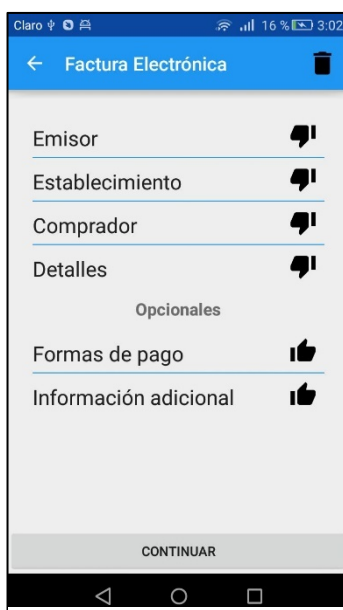 Claro 16 % 3:02
Factura Electrónica
Emisor
Establecimiento
Comprador
Detalles
Opcionales
Formas de pago
Información adicional
CONTINUAR